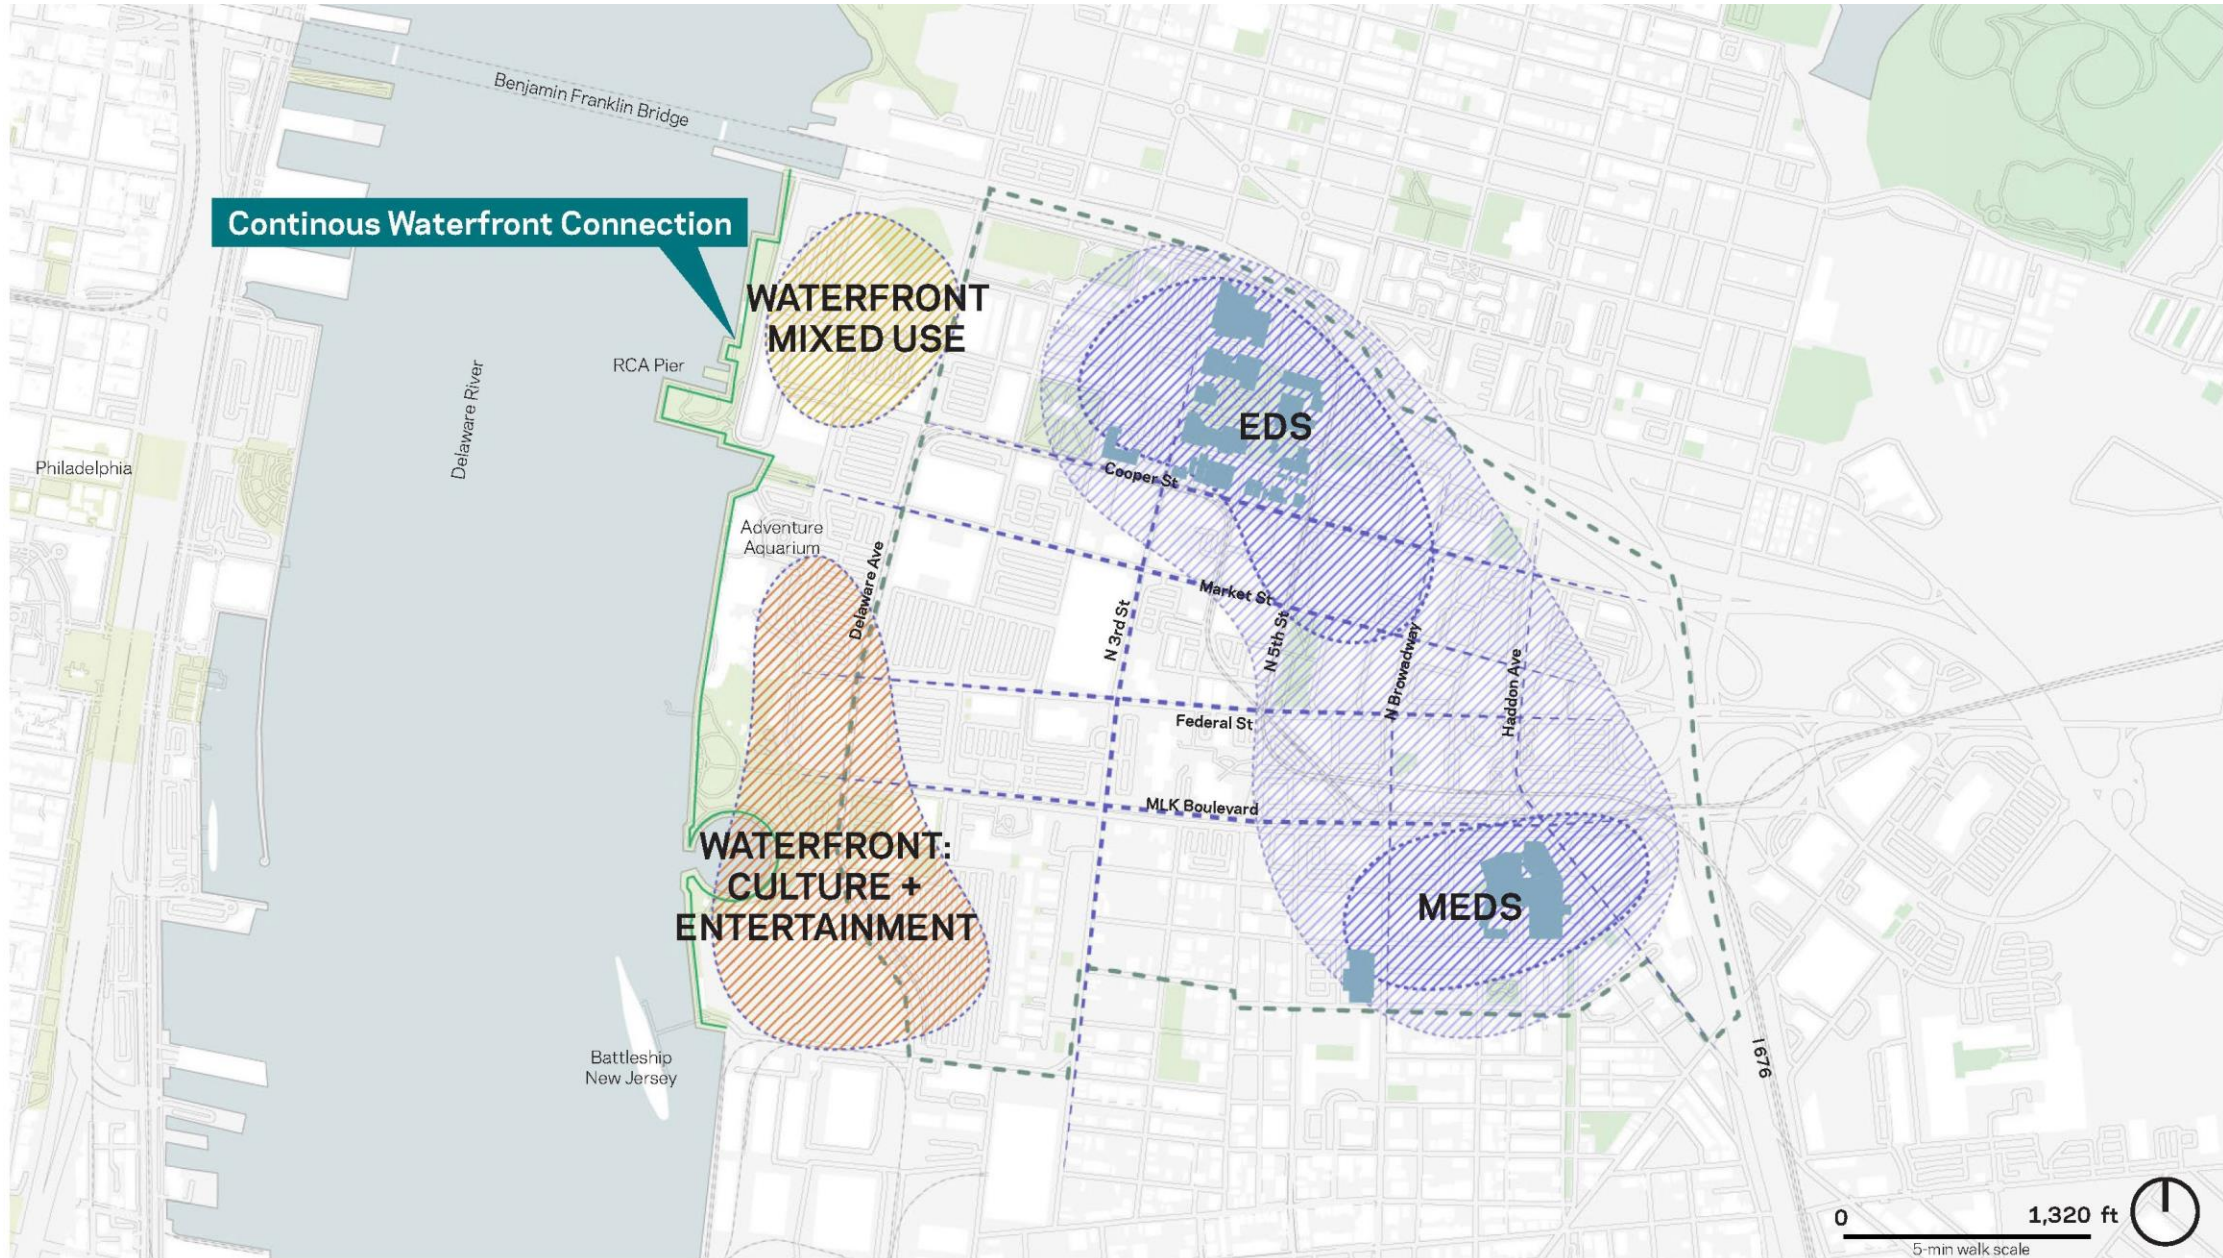 Benjamin Franklin Bridge
Continous Waterfront Connection
WATERFRONT
MIXED USE
RCA Pier
Delaware River
EDS
Philadelphia
Cooper St
Adventure
Aquarium
Delaware Ave
Market St
N 3rd St
N 5th St
N Browadway
Haddon Ave
Federal St
MLK Boulevard
WATERFRONT:
CULTURE +
ENTERTAINMENT
MEDS
Battleship
New Jersey
I 676
0
1,320 ft
5-min walk scale